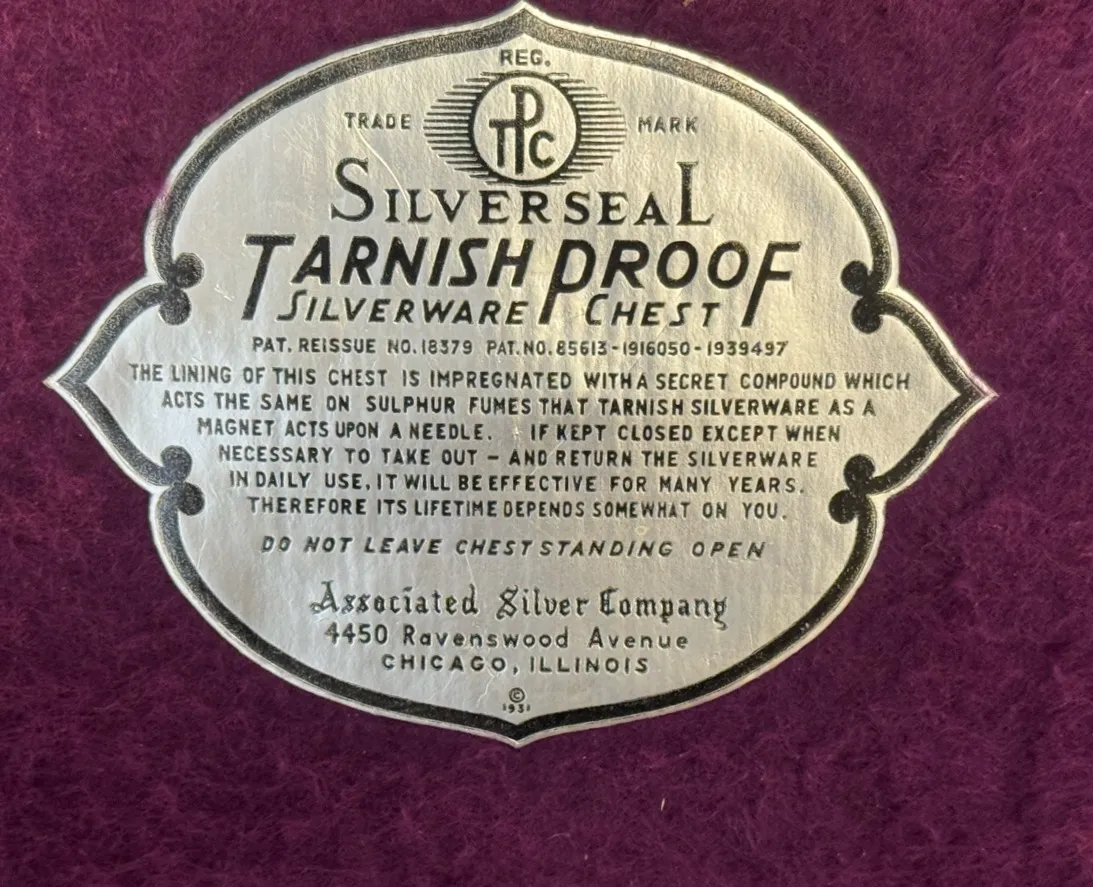 REG.
TRADE TPC MARK
SILVERSEAL
TARNISH PROOF
SILVERWARE CHEST
PAT. REISSUE NO. 18379 PAT. NO. 85613-1916050-1939497
THE LINING OF THIS CHEST IS IMPREGNATED WITH A SECRET COMPOUND WHICH
ACTS THE SAME ON SULPHUR FUMES THAT TARNISH SILVERWARE AS A
MAGNET ACTS UPON A NEEDLE. IF KEPT CLOSED EXCEPT WHEN
NECESSARY TO TAKE OUT - AND RETURN THE SILVERWARE
IN DAILY USE, IT WILL BE EFFECTIVE FOR MANY YEARS.
THEREFORE ITS LIFETIME DEPENDS SOMEWHAT ON YOU.
DO NOT LEAVE CHEST STANDING OPEN
Associated Silver Company
4450 Ravenswood Avenue
CHICAGO, ILLINOIS
©
1931